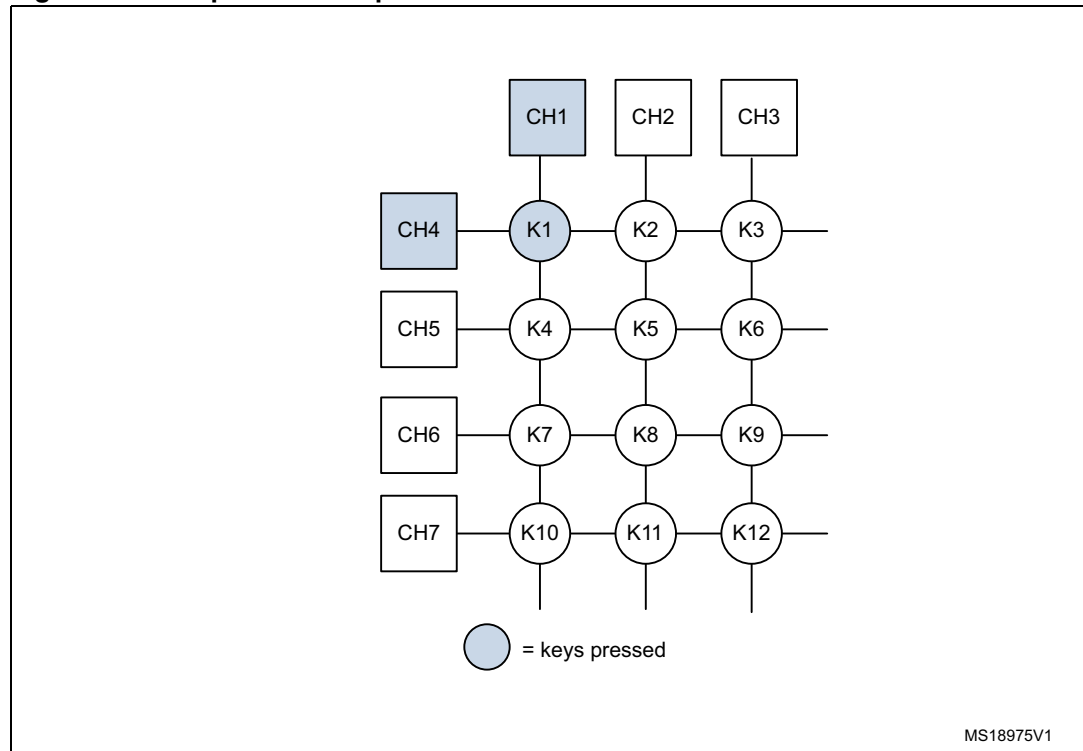 CH1 CH2 CH3
CH4 K1 K2 K3
CH5 K4 K5 K6
CH6 K7 K8 K9
CH7 K10 K11 K12
= keys pressed
MS18975V1